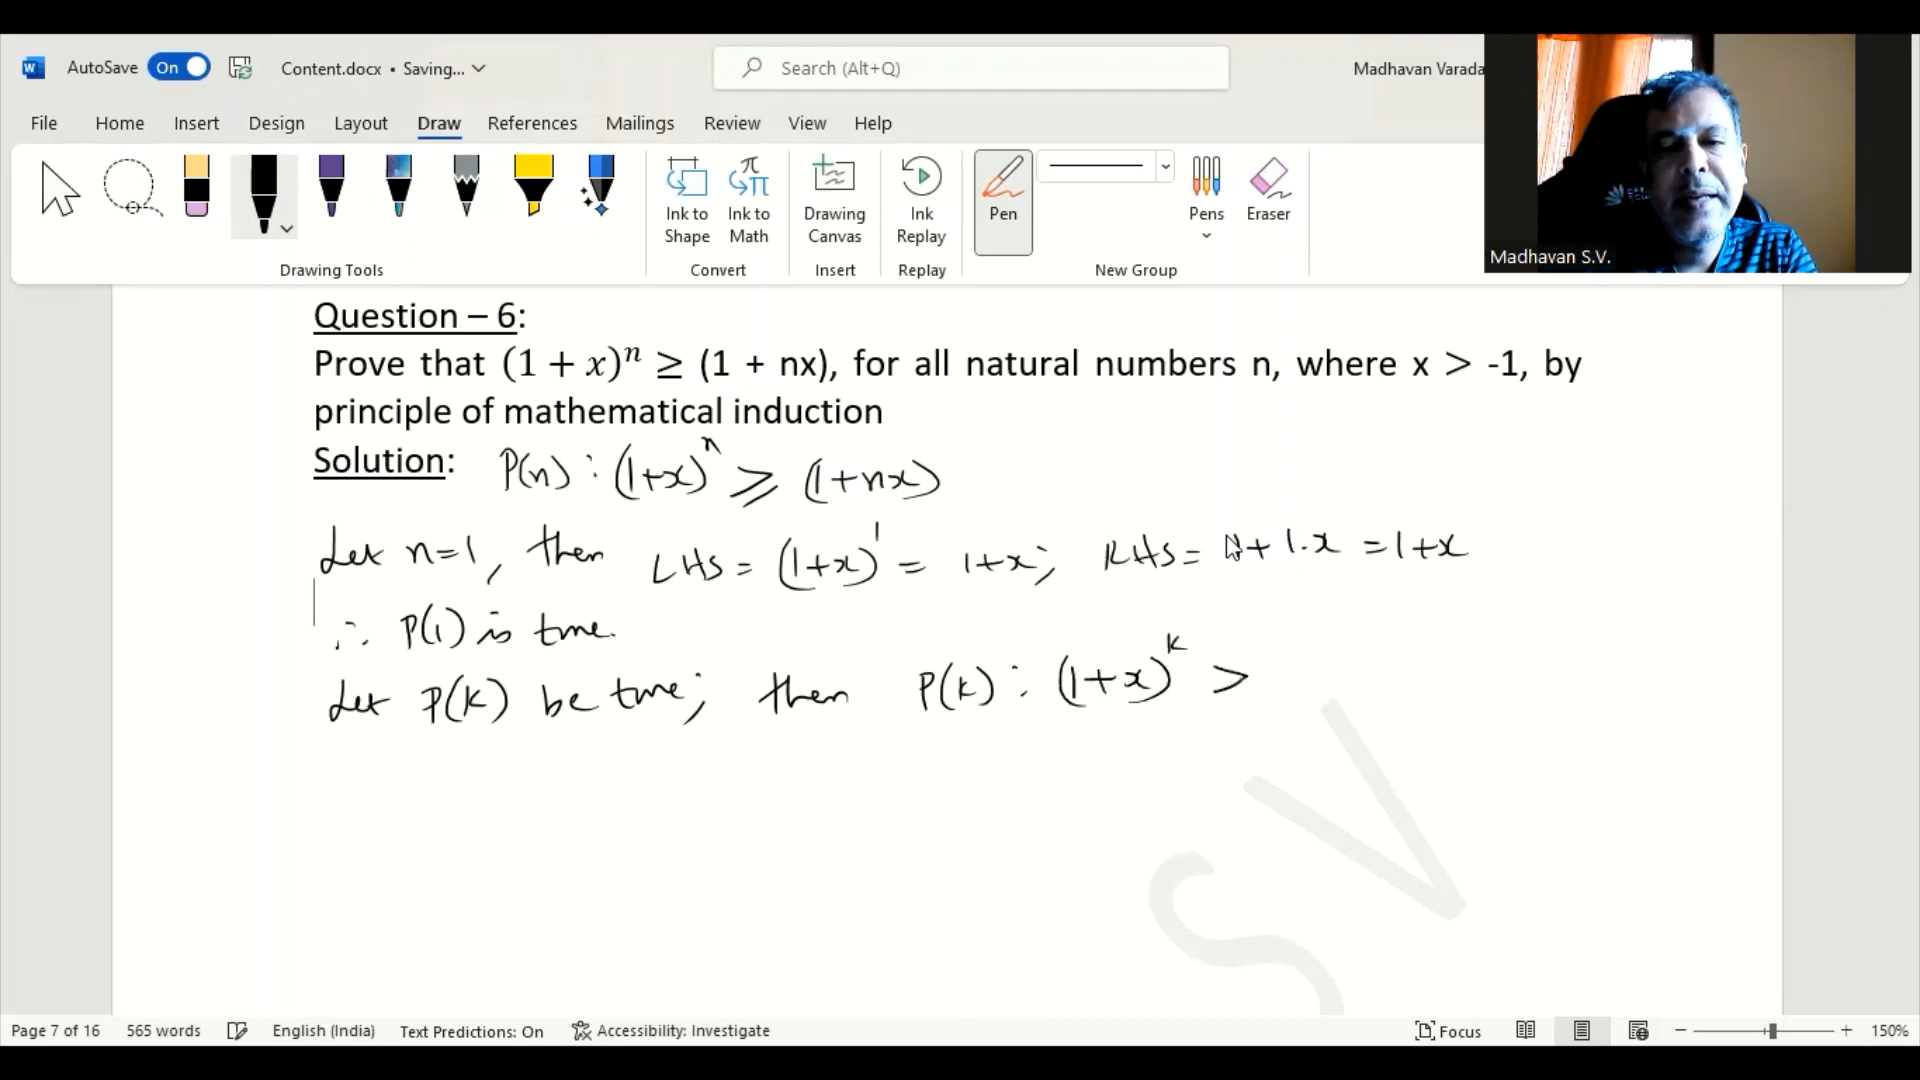 AutoSave On Content.docx • Saving... Search (Alt+Q) Madhavan Varada
File Home Insert Design Layout Draw References Mailings Review View Help
Ink to Shape
Ink to Math
Drawing Canvas
Ink Replay
Pen
Pens
Eraser
Drawing Tools Convert Insert Replay New Group
Madhavan S.V.
Question – 6:
Prove that (1 + x)ⁿ ≥ (1 + nx), for all natural numbers n, where x > -1, by
principle of mathematical induction
Solution: P(n) : (1+x)ⁿ ≥ (1+nx)
Let n=1, then LHS = (1+x)¹ = 1+x; RHS = 1+ 1.x = 1+x
∴ P(1) is true.
Let P(k) be true; then P(k) : (1+x)ᵏ >
SV
Page 7 of 16 565 words English (India) Text Predictions: On Accessibility: Investigate Focus 150%